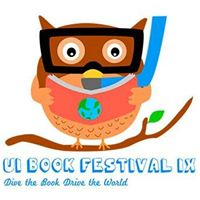 UI BOOK FESTIVAL IX
Dive the Book Drive the World